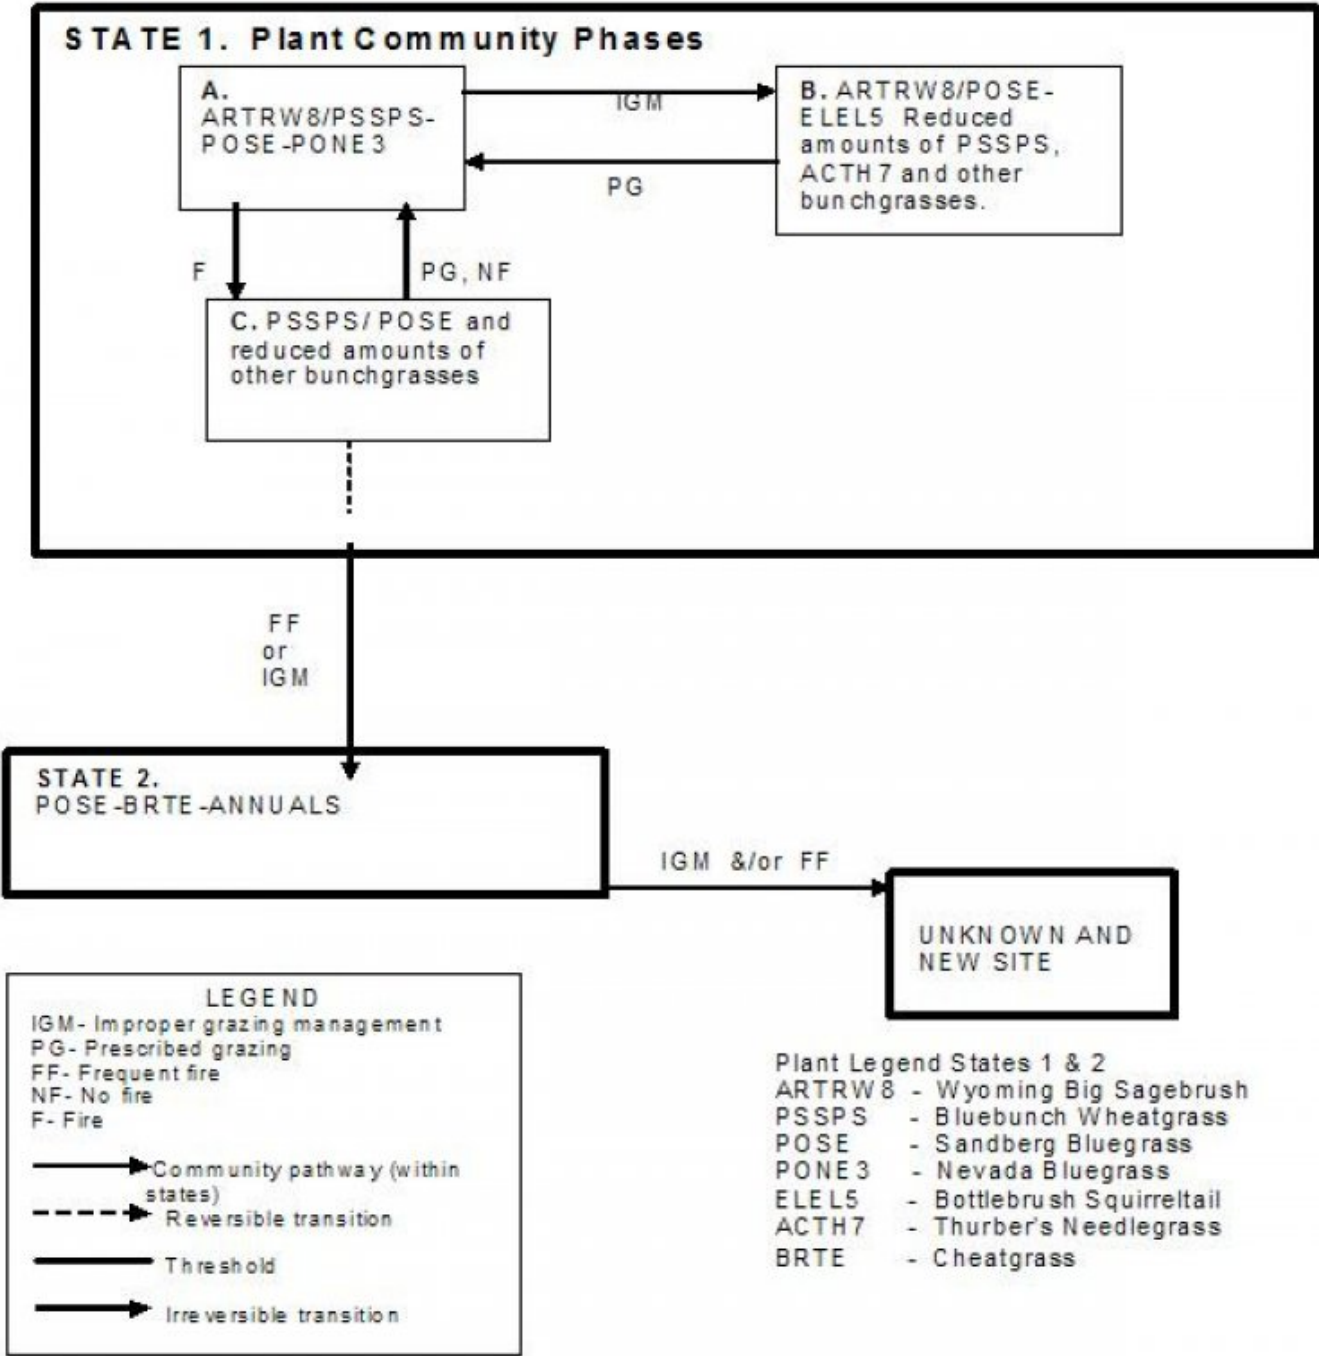 STATE 1. Plant Community Phases
A.
ARTRW8/PSSPS-
POSE-PONE3
IGM
PG
B. ARTRW8/POSE-
ELEL5 Reduced
amounts of PSSPS,
ACTH7 and other
bunchgrasses.
F
PG, NF
C. PSSPS/ POSE and
reduced amounts of
other bunchgrasses
FF
or
IGM
STATE 2.
POSE-BRTE-ANNUALS
IGM &/or FF
UNKNOWN AND
NEW SITE
LEGEND
IGM- Improper grazing management
PG- Prescribed grazing
FF- Frequent fire
NF- No fire
F- Fire
Community pathway (within
states)
Reversible transition
Threshold
Irreversible transition
Plant Legend States 1 & 2
ARTRW8 - Wyoming Big Sagebrush
PSSPS - Bluebunch Wheatgrass
POSE - Sandberg Bluegrass
PONE3 - Nevada Bluegrass
ELEL5 - Bottlebrush Squirreltail
ACTH7 - Thurber's Needlegrass
BRTE - Cheatgrass